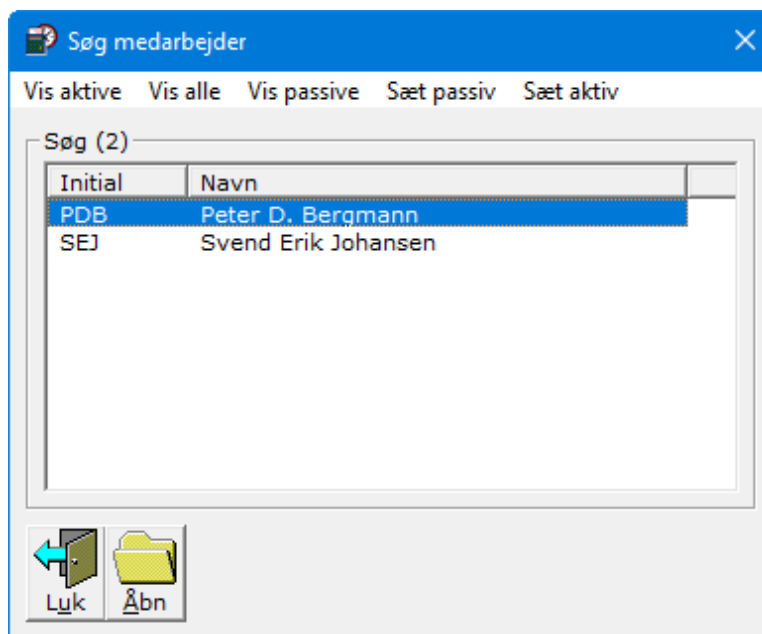 Søg medarbejder
Vis aktive Vis alle Vis passive Sæt passiv Sæt aktiv
Søg (2)
Initial Navn
PDB Peter D. Bergmann
SEJ Svend Erik Johansen
Luk Åbn